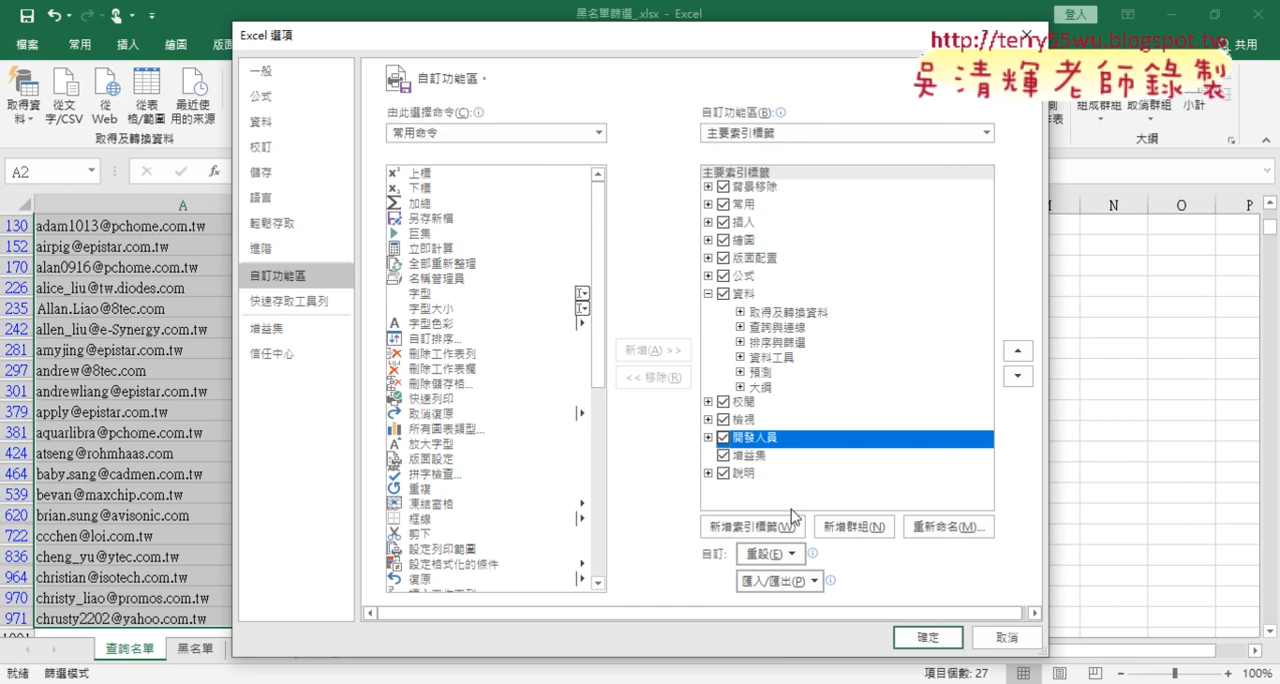 黑名單篩選_.xlsx - Excel
登入
檔案
常用
插入
繪圖
版面
共用
http://terry55wu.blogspot.tw
吳清輝老師錄製
取得資料
從文字/CSV
從 Web
從表格/範圍
最近使用的來源
取得及轉換資料
組成群組
取消群組
小計
大綱
A2
fx
A
M
N
O
P
130 adam1013@pchome.com.tw
152 airpig@epistar.com.tw
170 alan0916@pchome.com.tw
226 alice_liu@tw.diodes.com
235 Allan.Liao@8tec.com
242 allen_liu@e-Synergy.com.tw
281 amyjing@epistar.com.tw
297 andrew@8tec.com
301 andrewliang@epistar.com.tw
379 apply@epistar.com.tw
381 aquarlibra@pchome.com.tw
424 atseng@rohmhaas.com
464 baby.sang@cadmen.com.tw
539 bevan@maxchip.com.tw
620 brian.sung@avisonic.com
722 ccchen@loi.com.tw
836 cheng_yu@ytec.com.tw
964 christian@isotech.com.tw
970 christy_liao@promos.com.tw
971 chrusty2202@yahoo.com.tw
查詢名單
黑名單
就緒
篩選模式
項目個數: 27
100%
Excel 選項
?
一般
公式
資料
校訂
儲存
語言
輕鬆存取
進階
自訂功能區
快速存取工具列
增益集
信任中心
自訂功能區。
由此選擇命令(C):
常用命令
上標
下標
加總
另存新檔
巨集
立即計算
全部重新整理
名稱管理員
字型
字型大小
字型色彩
自訂排序...
刪除工作表列
刪除工作表欄
刪除儲存格...
快速列印
取消復原
所有圖表類型...
放大字型
版面設定
拼字檢查...
重複
凍結窗格
框線
剪下
設定列印範圍
設定格式化的條件
復原
新增(A) >>
<< 移除(R)
自訂功能區(B):
主要索引標籤
主要索引標籤
背景移除
常用
插入
繪圖
版面配置
公式
資料
取得及轉換資料
查詢與連線
排序與篩選
資料工具
預測
大綱
校閱
檢視
開發人員
增益集
說明
新增索引標籤(W)
新增群組(N)
重新命名(M)...
自訂:
重設(E)
匯入/匯出(P)
確定
取消